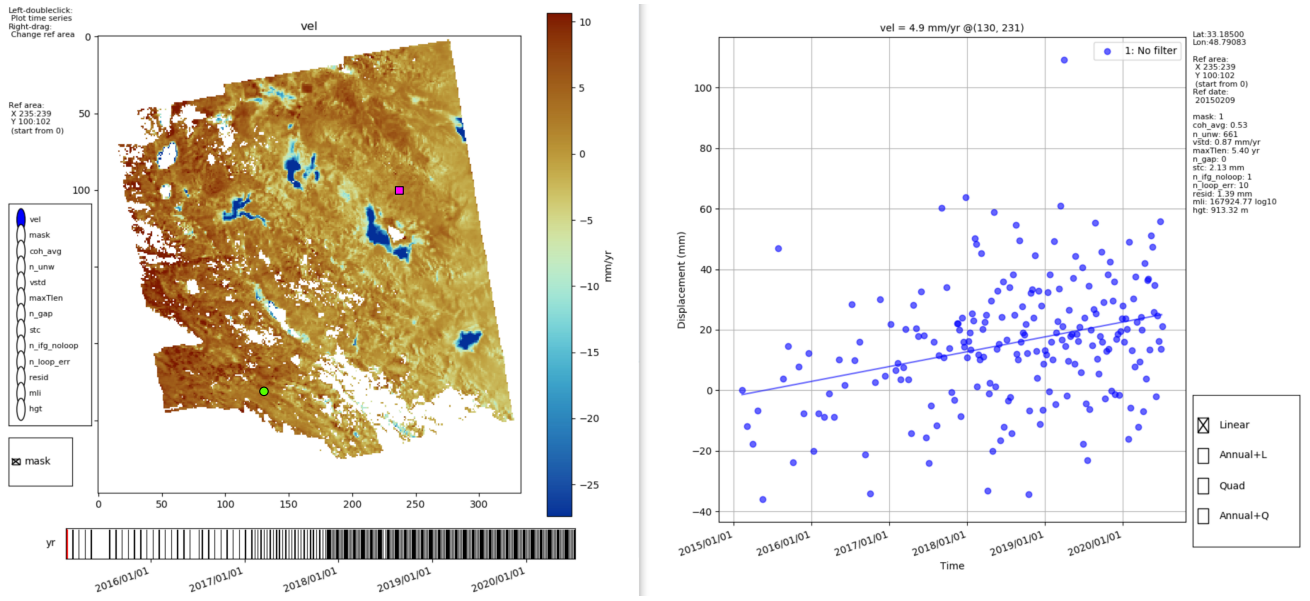 Left-doubleclick:
Plot time series
Right-drag:
Change ref area
Ref area:
X 235:239
Y 100:102
(start from 0)
vel
mask
coh_avg
n_unw
vstd
maxTlen
n_gap
stc
n_ifg_noloop
n_loop_err
resid
mli
hgt
mask
vel
0
50
100
0
50
100
150
200
250
300
10
5
0
−5
−10
−15
−20
−25
mm/yr
yr
2016/01/01
2017/01/01
2018/01/01
2019/01/01
2020/01/01
vel = 4.9 mm/yr @(130, 231)
1: No filter
Displacement (mm)
100
80
60
40
20
0
−20
−40
2015/01/01
2016/01/01
2017/01/01
2018/01/01
2019/01/01
2020/01/01
Time
Lat:33.18500
Lon:48.79083
Ref area:
X 235:239
Y 100:102
(start from 0)
Ref date:
20150209
mask: 1
coh_avg: 0.53
n_unw: 661
vstd: 0.87 mm/yr
maxTlen: 5.40 yr
n_gap: 0
stc: 2.13 mm
n_ifg_noloop: 1
n_loop_err: 10
resid: 1.39 mm
mli: 167924.77 log10
hgt: 913.32 m
Linear
Annual+L
Quad
Annual+Q